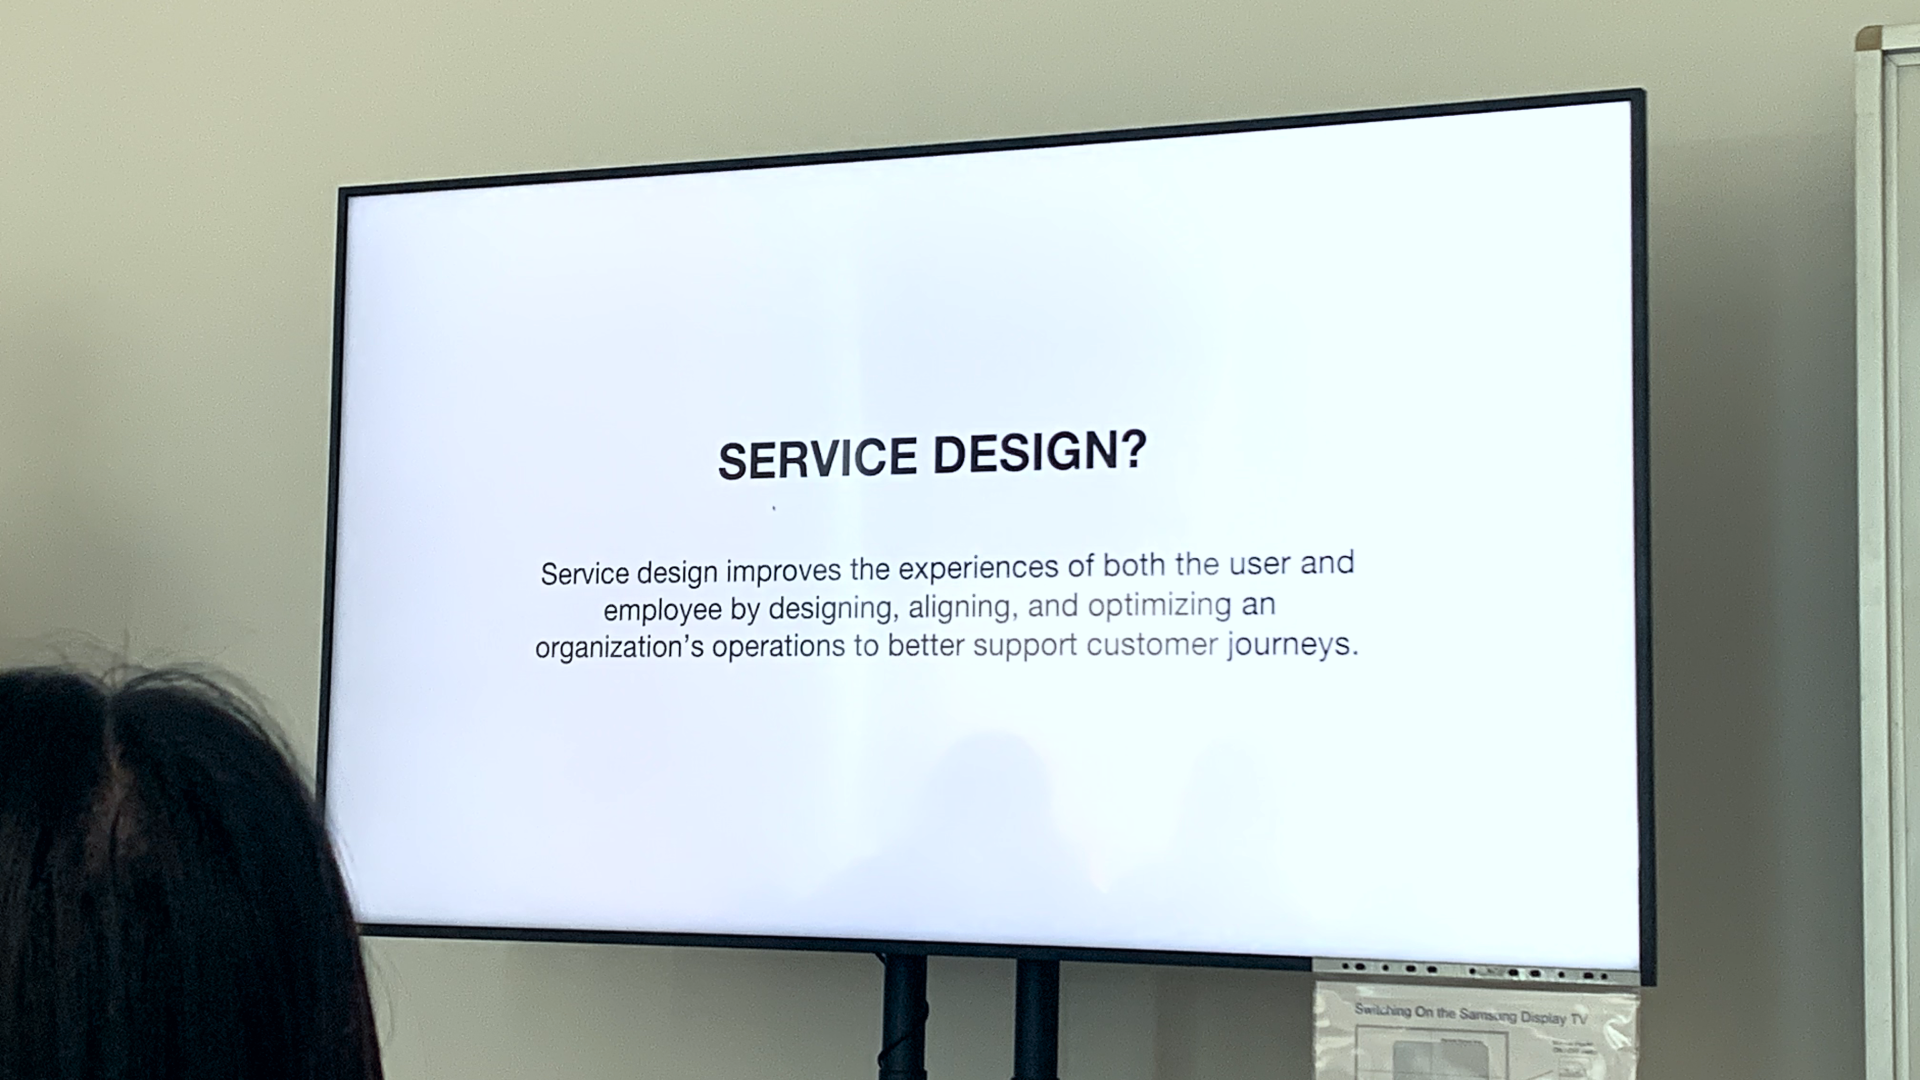 SERVICE DESIGN?
Service design improves the experiences of both the user and
employee by designing, aligning, and optimizing an
organization's operations to better support customer journeys.
Switching On the Samsung Display TV